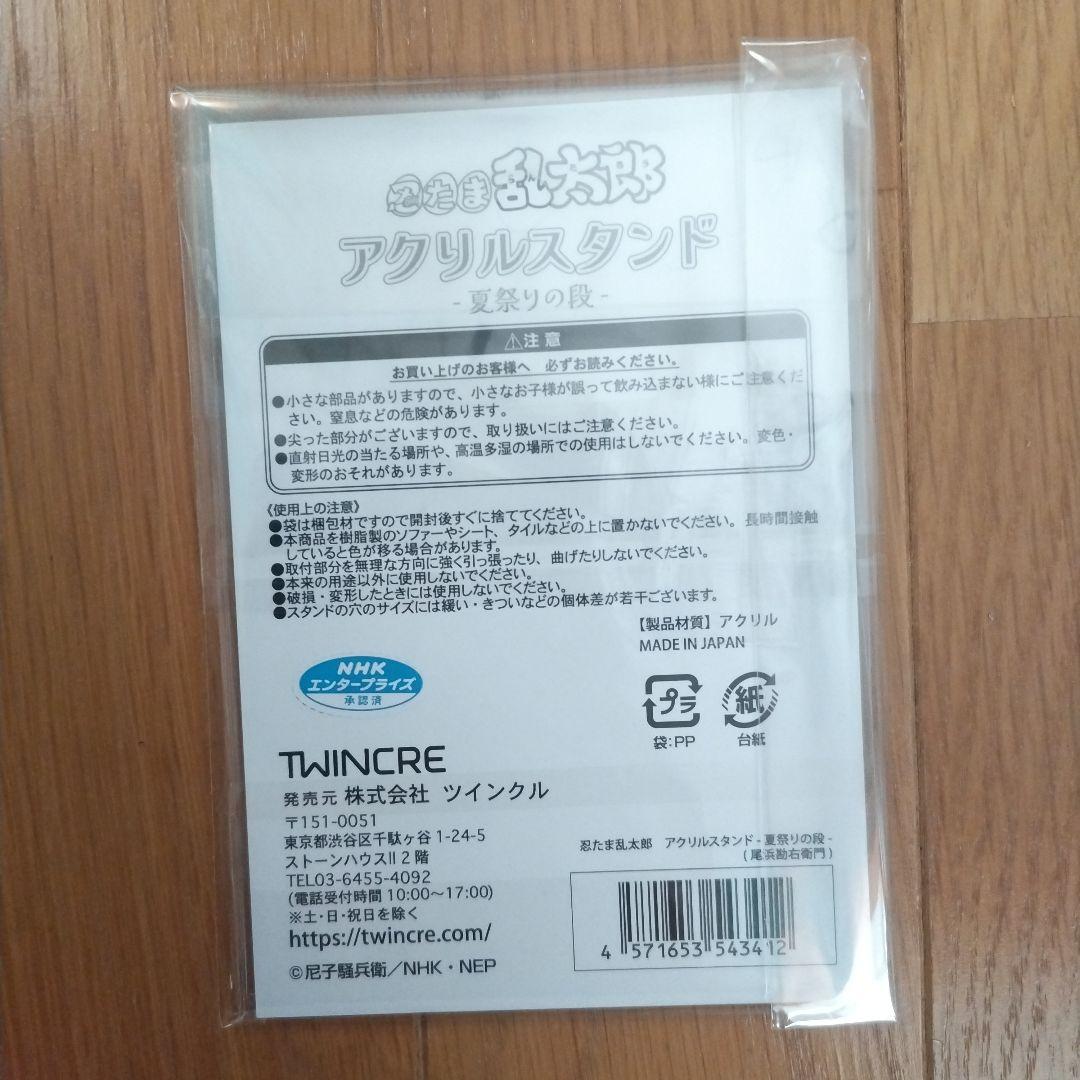 忍たま乱太郎
アクリルスタンド
- 夏祭りの段 -
⚠注意
お買い上げのお客様へ 必ずお読みください。
●小さな部品がありますので、小さなお子様が誤って飲み込まない様にご注意くだ
さい。窒息などの危険があります。
●尖った部分がございますので、取り扱いにはご注意ください。
●直射日光の当たる場所や、高温多湿の場所での使用はしないでください。変色・
変形のおそれがあります。
《使用上の注意》
●袋は梱包材ですので開封後すぐに捨ててください。
●本商品を樹脂製のソファーやシート、タイルなどの上に置かないでください。長時間接触
していると色が移る場合があります。
●取付部分を無理な方向に強く引っ張ったり、曲げたりしないでください。
●本来の用途以外に使用しないでください。
●破損・変形したときには使用しないでください。
●スタンドの穴のサイズには緩い・きついなどの個体差が若干ございます。
【製品材質】アクリル
MADE IN JAPAN
NHK
エンタープライズ
承認済
プラ
袋:PP
紙
台紙
TWINCRE
発売元 株式会社 ツインクル
〒151-0051
東京都渋谷区千駄ヶ谷 1-24-5
ストーンハウスII 2階
TEL03-6455-4092
(電話受付時間 10:00～17:00)
※土・日・祝日を除く
https://twincre.com/
©尼子騒兵衛／NHK・NEP
忍たま乱太郎 アクリルスタンド - 夏祭りの段 -
( 尾浜勘右衛門 )
4 571653 543412